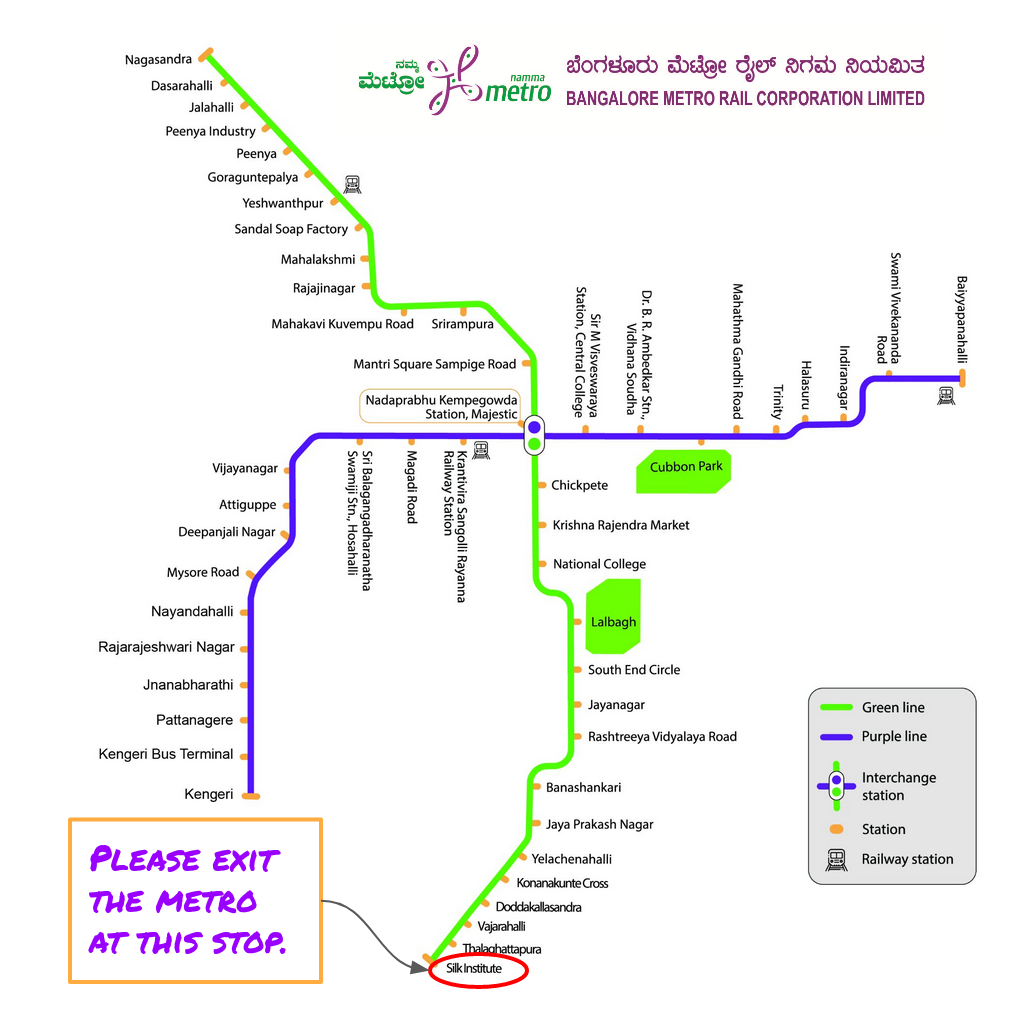 ನಮ್ಮ
ಮೆಟ್ರೋ
namma
metro
ಬೆಂಗಳೂರು ಮೆಟ್ರೋ ರೈಲ್ ನಿಗಮ ನಿಯಮಿತ
BANGALORE METRO RAIL CORPORATION LIMITED
Nagasandra
Dasarahalli
Jalahalli
Peenya Industry
Peenya
Goraguntepalya
Yeshwanthpur
Sandal Soap Factory
Mahalakshmi
Rajajinagar
Mahakavi Kuvempu Road
Srirampura
Mantri Square Sampige Road
Nadaprabhu Kempegowda
Station, Majestic
Sir M Visveswaraya
Station, Central College
Dr. B. R. Ambedkar Stn.,
Vidhana Soudha
Cubbon Park
Mahathma Gandhi Road
Trinity
Halasuru
Indiranagar
Swami Vivekananda
Road
Baiyyapanahalli
Krantivira Sangolli Rayanna
Railway Station
Magadi Road
Sri Balagangadharanatha
Swamiji Stn., Hosahalli
Vijayanagar
Attiguppe
Deepanjali Nagar
Mysore Road
Nayandahalli
Rajarajeshwari Nagar
Jnanabharathi
Pattanagere
Kengeri Bus Terminal
Kengeri
Chickpete
Krishna Rajendra Market
National College
Lalbagh
South End Circle
Jayanagar
Rashtreeya Vidyalaya Road
Banashankari
Jaya Prakash Nagar
Yelachenahalli
Konanakunte Cross
Doddakallasandra
Vajarahalli
Thalaghattapura
Silk Institute
Green line
Purple line
Interchange
station
Station
Railway station
PLEASE EXIT
THE METRO
AT THIS STOP.